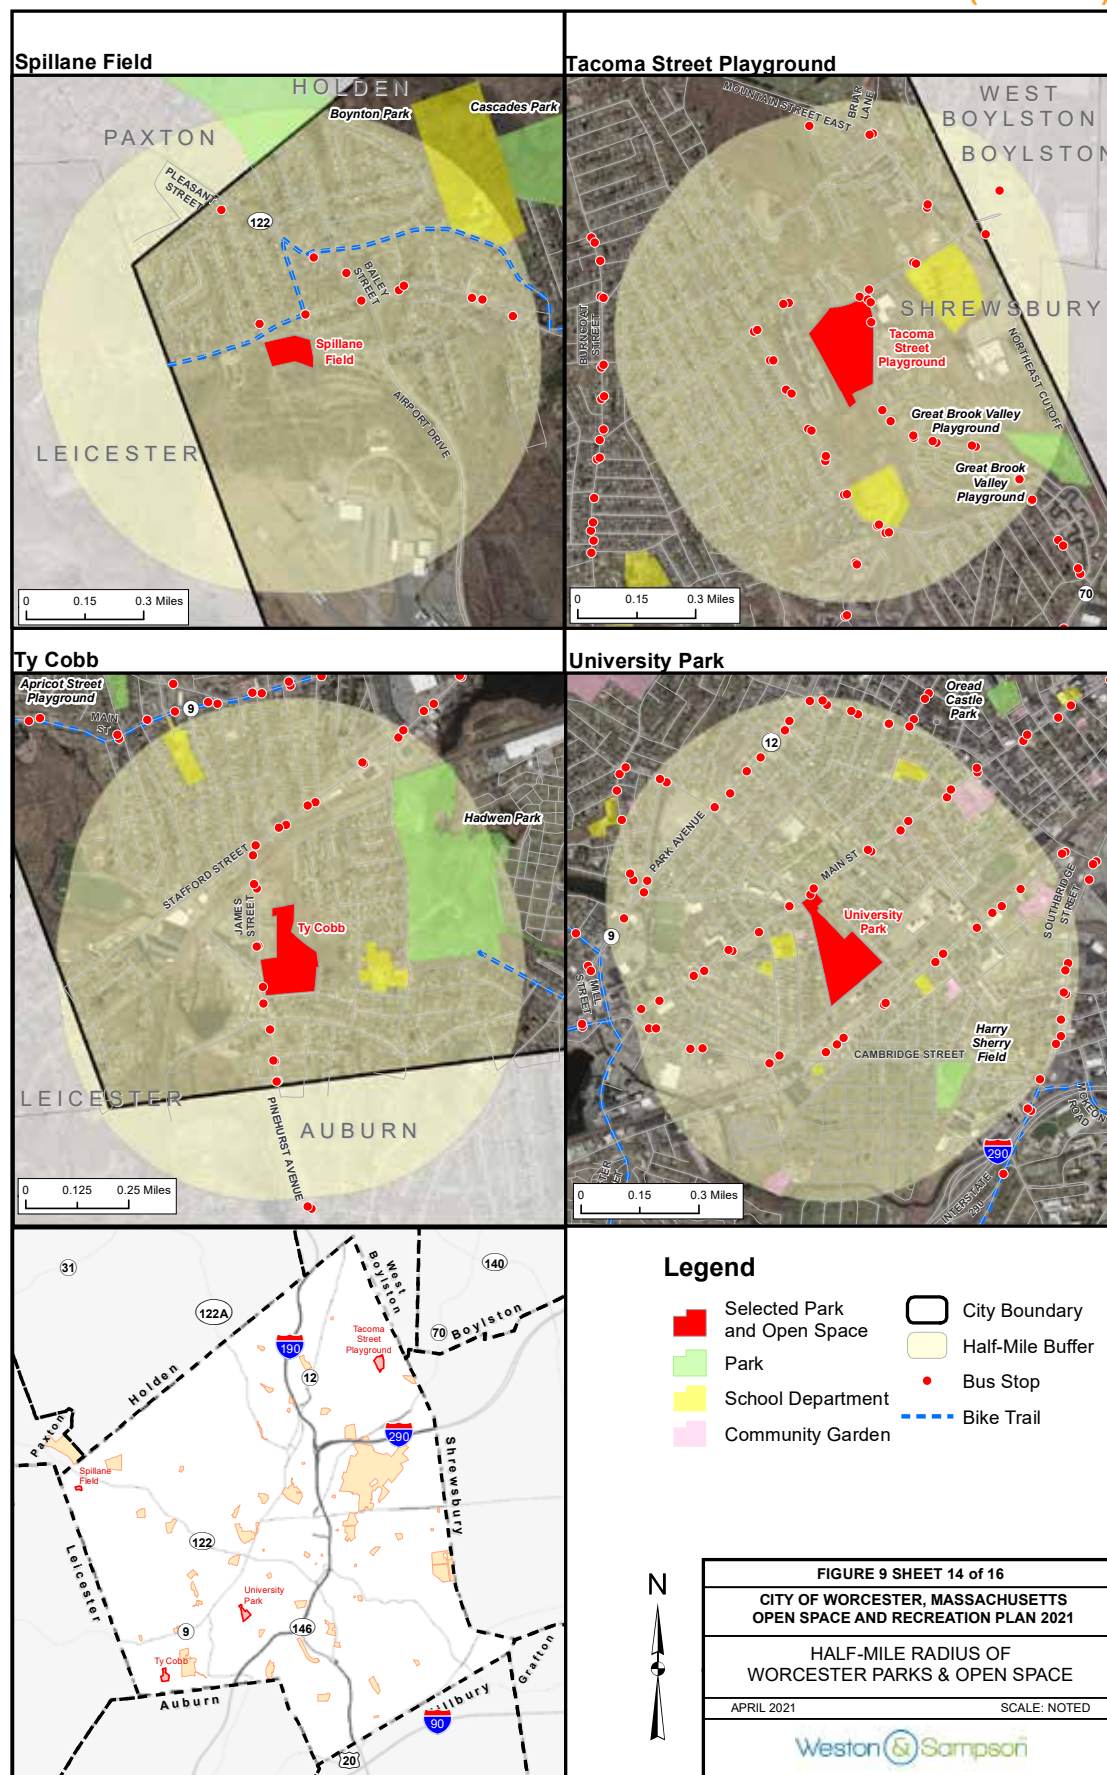 Spillane Field
HOLDEN
Boynton Park
Cascades Park
PAXTON
PLEASANT
STREET
122
BAILEY
STREET
Spillane
Field
AIRPORT DRIVE
LEICESTER
0 0.15 0.3 Miles
Tacoma Street Playground
MOUNTAIN STREET EAST
BRIAR
LANE
WEST
BOYLSTON
BOYLSTON
SHREWSBURY
BURNCOAT
STREET
Tacoma
Street
Playground
NORTHEAST CUTOFF
Great Brook Valley
Playground
Great Brook
Valley
Playground
70
0 0.15 0.3 Miles
Ty Cobb
Apricot Street
Playground
MAIN
ST
9
Hadwen Park
STAFFORD STREET
JAMES
STREET
Ty Cobb
LEICESTER
AUBURN
PINEHURST AVENUE
0 0.125 0.25 Miles
University Park
Oread
Castle
Park
12
PARK AVENUE
MAIN ST
SOUTHBRIDGE
STREET
University
Park
9
MILL
STREET
Harry
Sherry
Field
CAMBRIDGE STREET
MCKEON
ROAD
290
INTERSTATE
290
0 0.15 0.3 Miles
31
140
122A
West
Boylston
70
Boylston
Tacoma
Street
Playground
190
12
Holden
Paxton
290
Shrewsbury
Spillane
Field
122
Leicester
University
Park
9
146
Ty Cobb
Auburn
Grafton
90
20
Legend
Selected Park
and Open Space
Park
School Department
Community Garden
City Boundary
Half-Mile Buffer
Bus Stop
Bike Trail
N
FIGURE 9 SHEET 14 of 16
CITY OF WORCESTER, MASSACHUSETTS
OPEN SPACE AND RECREATION PLAN 2021
HALF-MILE RADIUS OF
WORCESTER PARKS & OPEN SPACE
APRIL 2021 SCALE: NOTED
Weston & Sampson